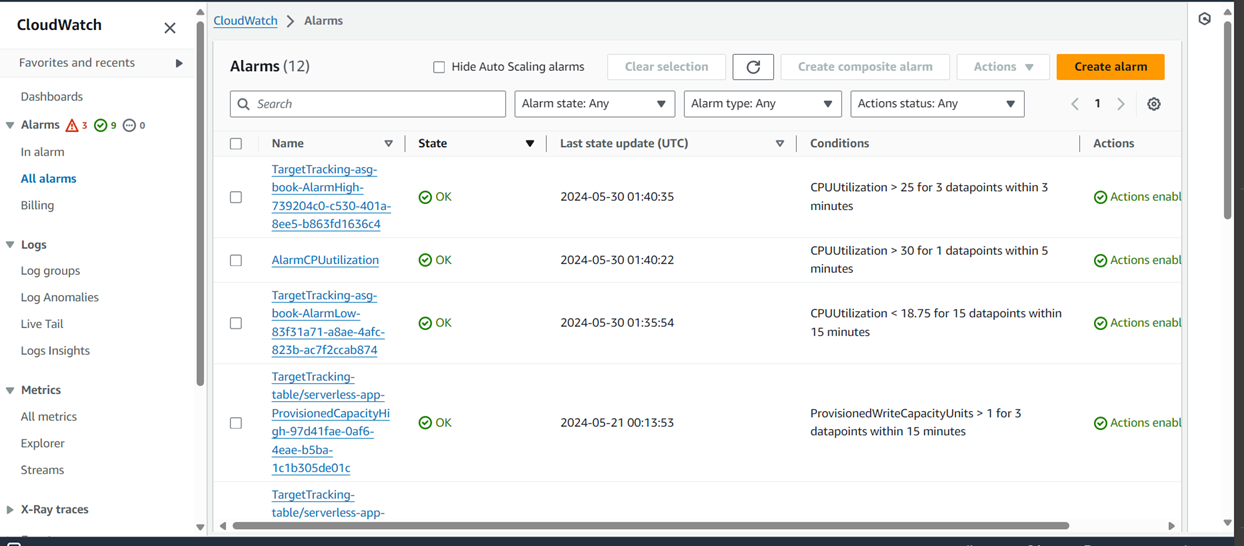 CloudWatch
Favorites and recents
Dashboards
Alarms 3 9 0
In alarm
All alarms
Billing
Logs
Log groups
Log Anomalies
Live Tail
Logs Insights
Metrics
All metrics
Explorer
Streams
X-Ray traces
CloudWatch > Alarms
Alarms (12)
Hide Auto Scaling alarms
Clear selection
Create composite alarm
Actions
Create alarm
Search
Alarm state: Any
Alarm type: Any
Actions status: Any
1
Name
State
Last state update (UTC)
Conditions
Actions
TargetTracking-asg-
book-AlarmHigh-
739204c0-c530-401a-
8ee5-b863fd1636c4
OK
2024-05-30 01:40:35
CPUUtilization > 25 for 3 datapoints within 3
minutes
Actions enabl
AlarmCPUutilization
OK
2024-05-30 01:40:22
CPUUtilization > 30 for 1 datapoints within 5
minutes
Actions enabl
TargetTracking-asg-
book-AlarmLow-
83f31a71-a8ae-4afc-
823b-ac7f2ccab874
OK
2024-05-30 01:35:54
CPUUtilization < 18.75 for 15 datapoints within
15 minutes
Actions enabl
TargetTracking-
table/serverless-app-
ProvisionedCapacityHi
gh-97d41fae-0af6-
4eae-b5ba-
1c1b305de01c
OK
2024-05-21 00:13:53
ProvisionedWriteCapacityUnits > 1 for 3
datapoints within 15 minutes
Actions enabl
TargetTracking-
table/serverless-app-